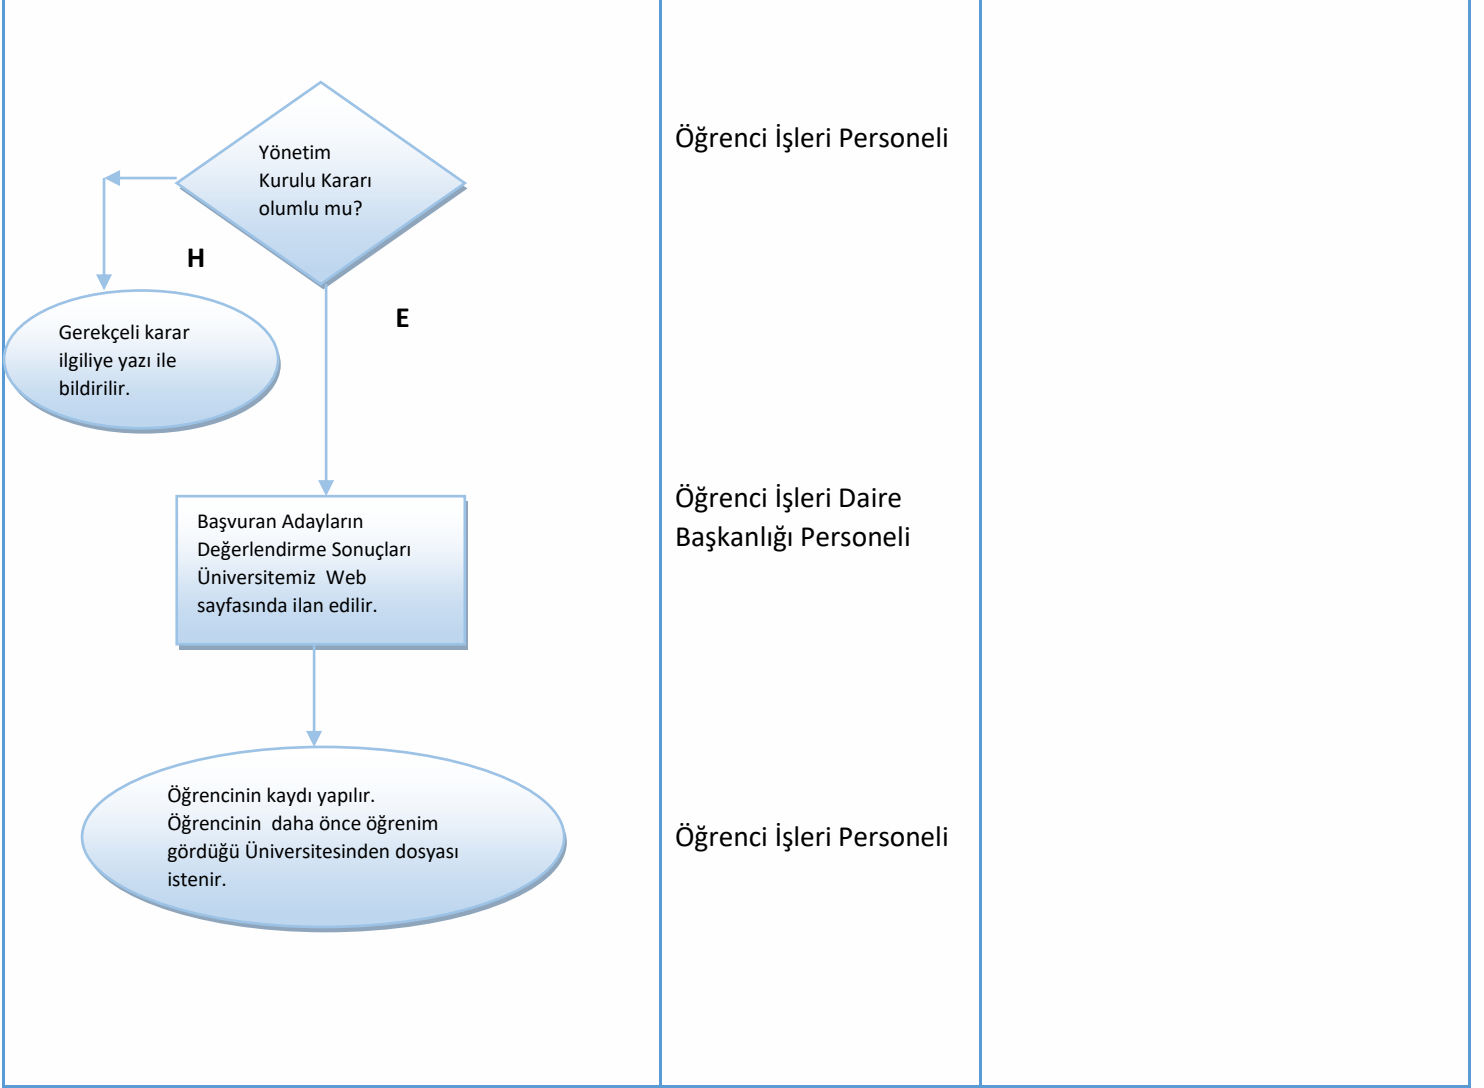 Yönetim
Kurulu Kararı
olumlu mu?
Öğrenci İşleri Personeli
H
E
Gerekçeli karar
ilgiliye yazı ile
bildirilir.
Başvuran Adayların
Değerlendirme Sonuçları
Üniversitemiz  Web
sayfasında ilan edilir.
Öğrenci İşleri Daire
Başkanlığı Personeli
Öğrencinin kaydı yapılır.
Öğrencinin  daha önce öğrenim
gördüğü Üniversitesinden dosyası
istenir.
Öğrenci İşleri Personeli